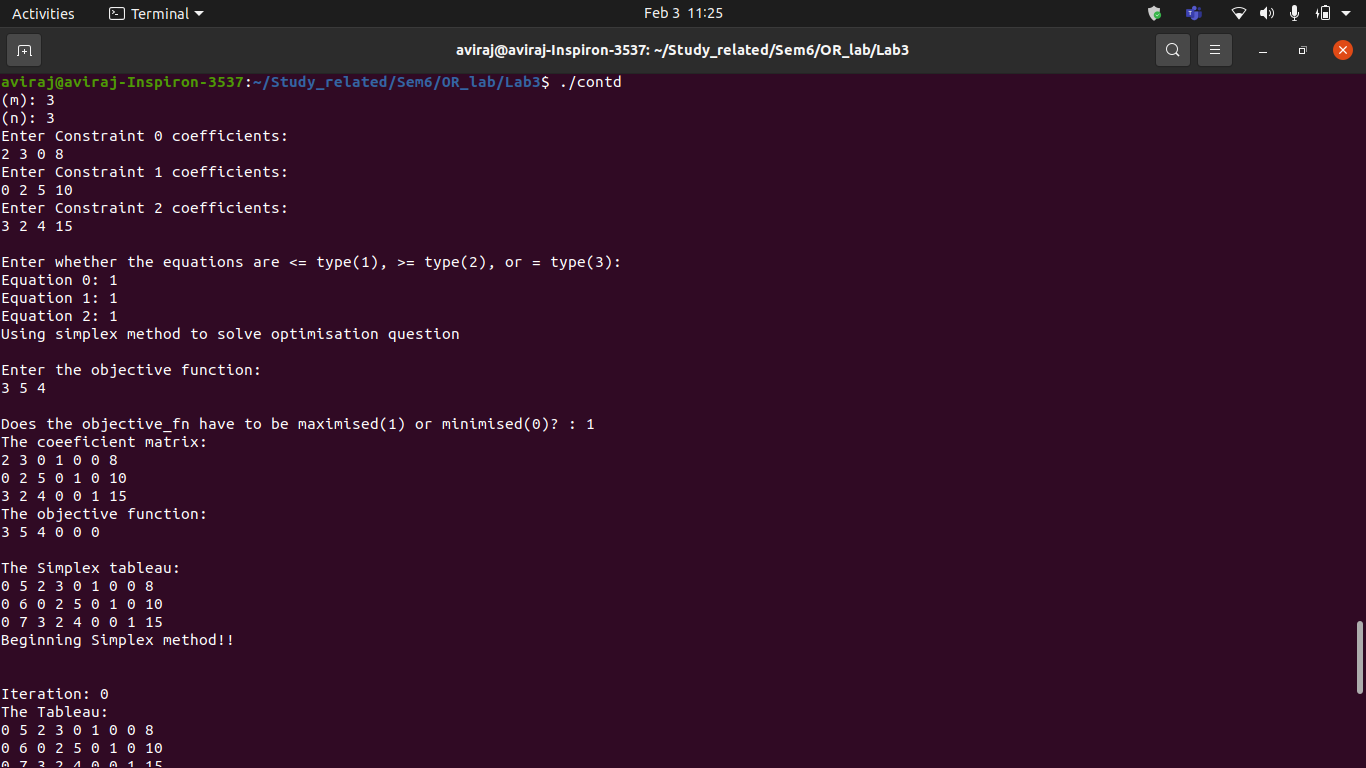 Activities Terminal Feb 3 11:25
aviraj@aviraj-Inspiron-3537: ~/Study_related/Sem6/OR_lab/Lab3
aviraj@aviraj-Inspiron-3537:~/Study_related/Sem6/OR_lab/Lab3$ ./contd
(m): 3
(n): 3
Enter Constraint 0 coefficients:
2 3 0 8
Enter Constraint 1 coefficients:
0 2 5 10
Enter Constraint 2 coefficients:
3 2 4 15
Enter whether the equations are <= type(1), >= type(2), or = type(3):
Equation 0: 1
Equation 1: 1
Equation 2: 1
Using simplex method to solve optimisation question
Enter the objective function:
3 5 4
Does the objective_fn have to be maximised(1) or minimised(0)? : 1
The coeeficient matrix:
2 3 0 1 0 0 8
0 2 5 0 1 0 10
3 2 4 0 0 1 15
The objective function:
3 5 4 0 0 0
The Simplex tableau:
0 5 2 3 0 1 0 0 8
0 6 0 2 5 0 1 0 10
0 7 3 2 4 0 0 1 15
Beginning Simplex method!!
Iteration: 0
The Tableau:
0 5 2 3 0 1 0 0 8
0 6 0 2 5 0 1 0 10
0 7 3 2 4 0 0 1 15